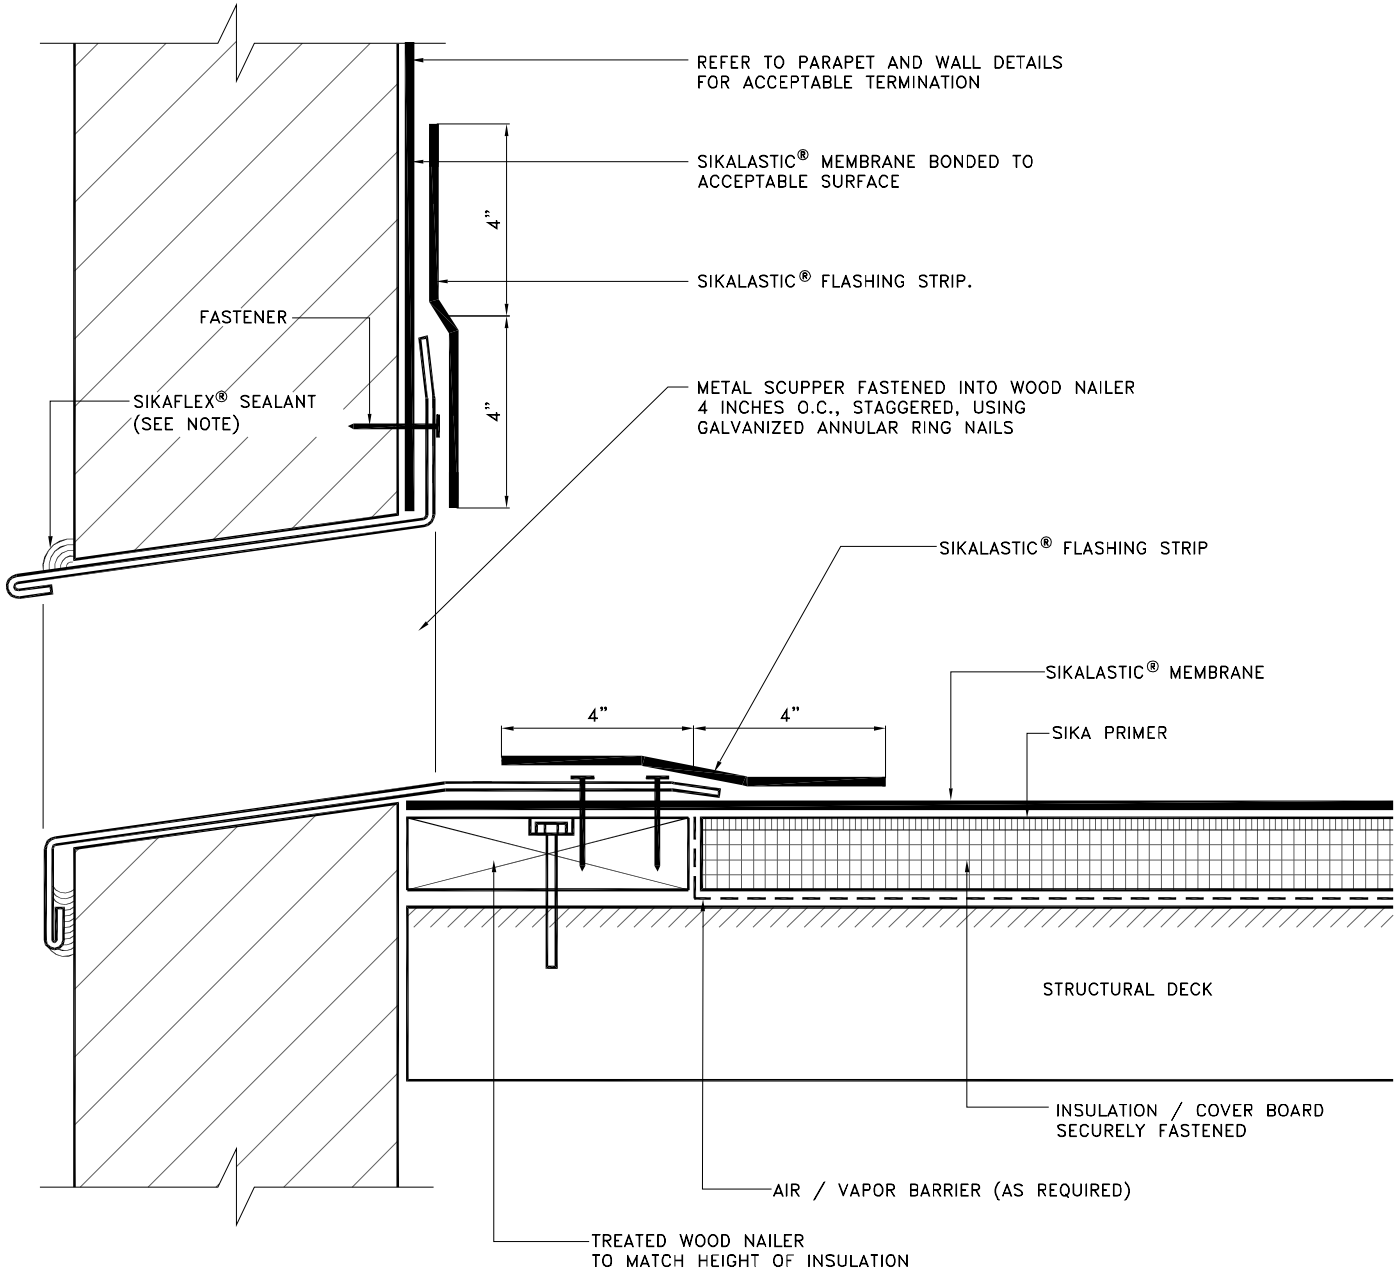 REFER TO PARAPET AND WALL DETAILS
FOR ACCEPTABLE TERMINATION
SIKALASTIC® MEMBRANE BONDED TO
ACCEPTABLE SURFACE
4"
SIKALASTIC® FLASHING STRIP.
FASTENER
METAL SCUPPER FASTENED INTO WOOD NAILER
4 INCHES O.C., STAGGERED, USING
GALVANIZED ANNULAR RING NAILS
SIKAFLEX® SEALANT
(SEE NOTE)
4"
SIKALASTIC® FLASHING STRIP
SIKALASTIC® MEMBRANE
4"
4"
SIKA PRIMER
STRUCTURAL DECK
INSULATION / COVER BOARD
SECURELY FASTENED
AIR / VAPOR BARRIER (AS REQUIRED)
TREATED WOOD NAILER
TO MATCH HEIGHT OF INSULATION